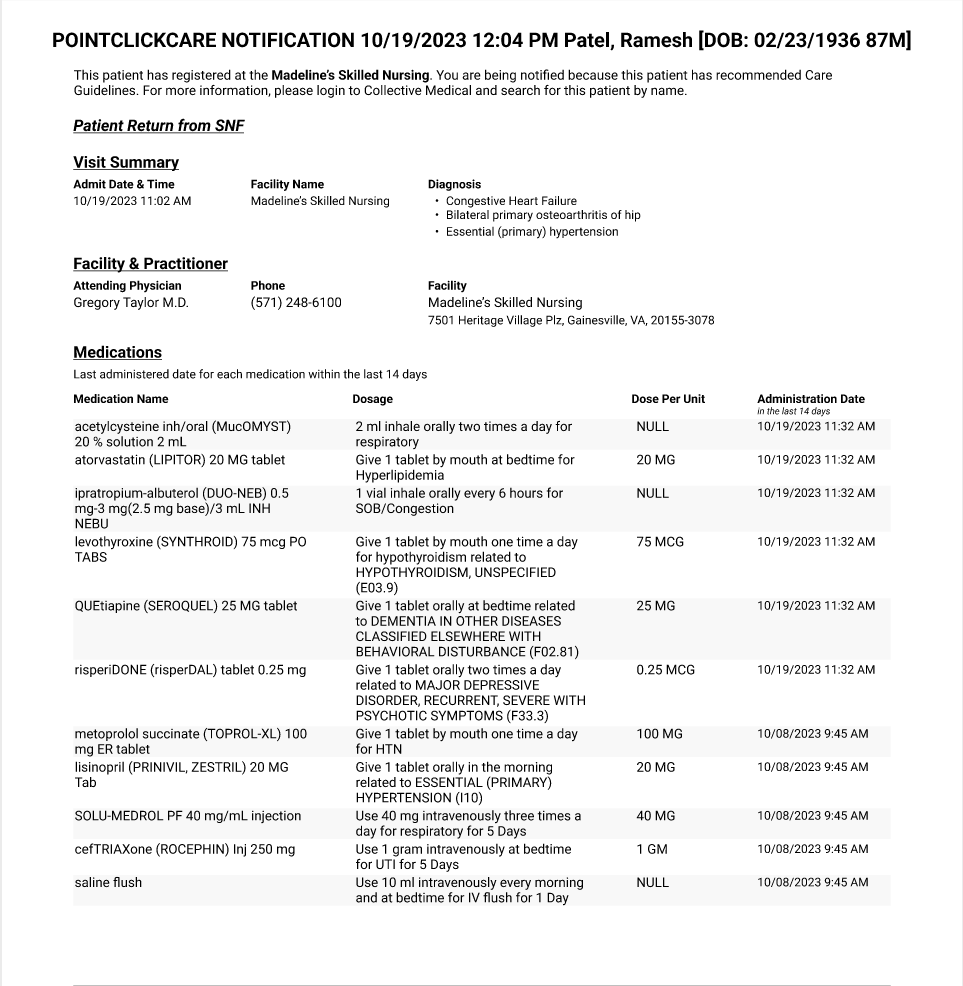 POINTCLICKCARE NOTIFICATION 10/19/2023 12:04 PM Patel, Ramesh [DOB: 02/23/1936 87M]
This patient has registered at the Madeline's Skilled Nursing. You are being notified because this patient has recommended Care
Guidelines. For more information, please login to Collective Medical and search for this patient by name.
Patient Return from SNF
Visit Summary
Admit Date & Time Facility Name Diagnosis
10/19/2023 11:02 AM Madeline's Skilled Nursing • Congestive Heart Failure
• Bilateral primary osteoarthritis of hip
• Essential (primary) hypertension
Facility & Practitioner
Attending Physician Phone Facility
Gregory Taylor M.D. (571) 248-6100 Madeline's Skilled Nursing
7501 Heritage Village Plz, Gainesville, VA, 20155-3078
Medications
Last administered date for each medication within the last 14 days
Medication Name Dosage Dose Per Unit Administration Date
in the last 14 days
acetylcysteine inh/oral (MucOMYST) 2 ml inhale orally two times a day for NULL 10/19/2023 11:32 AM
20 % solution 2 mL respiratory
atorvastatin (LIPITOR) 20 MG tablet Give 1 tablet by mouth at bedtime for 20 MG 10/19/2023 11:32 AM
Hyperlipidemia
ipratropium-albuterol (DUO-NEB) 0.5 1 vial inhale orally every 6 hours for NULL 10/19/2023 11:32 AM
mg-3 mg(2.5 mg base)/3 mL INH SOB/Congestion
NEBU
levothyroxine (SYNTHROID) 75 mcg PO Give 1 tablet by mouth one time a day 75 MCG 10/19/2023 11:32 AM
TABS for hypothyroidism related to
HYPOTHYROIDISM, UNSPECIFIED
(E03.9)
QUEtiapine (SEROQUEL) 25 MG tablet Give 1 tablet orally at bedtime related 25 MG 10/19/2023 11:32 AM
to DEMENTIA IN OTHER DISEASES
CLASSIFIED ELSEWHERE WITH
BEHAVIORAL DISTURBANCE (F02.81)
risperiDONE (risperDAL) tablet 0.25 mg Give 1 tablet orally two times a day 0.25 MCG 10/19/2023 11:32 AM
related to MAJOR DEPRESSIVE
DISORDER, RECURRENT, SEVERE WITH
PSYCHOTIC SYMPTOMS (F33.3)
metoprolol succinate (TOPROL-XL) 100 Give 1 tablet by mouth one time a day 100 MG 10/08/2023 9:45 AM
mg ER tablet for HTN
lisinopril (PRINIVIL, ZESTRIL) 20 MG Give 1 tablet orally in the morning 20 MG 10/08/2023 9:45 AM
Tab related to ESSENTIAL (PRIMARY)
HYPERTENSION (I10)
SOLU-MEDROL PF 40 mg/mL injection Use 40 mg intravenously three times a 40 MG 10/08/2023 9:45 AM
day for respiratory for 5 Days
cefTRIAXone (ROCEPHIN) Inj 250 mg Use 1 gram intravenously at bedtime 1 GM 10/08/2023 9:45 AM
for UTI for 5 Days
saline flush Use 10 ml intravenously every morning NULL 10/08/2023 9:45 AM
and at bedtime for IV flush for 1 Day